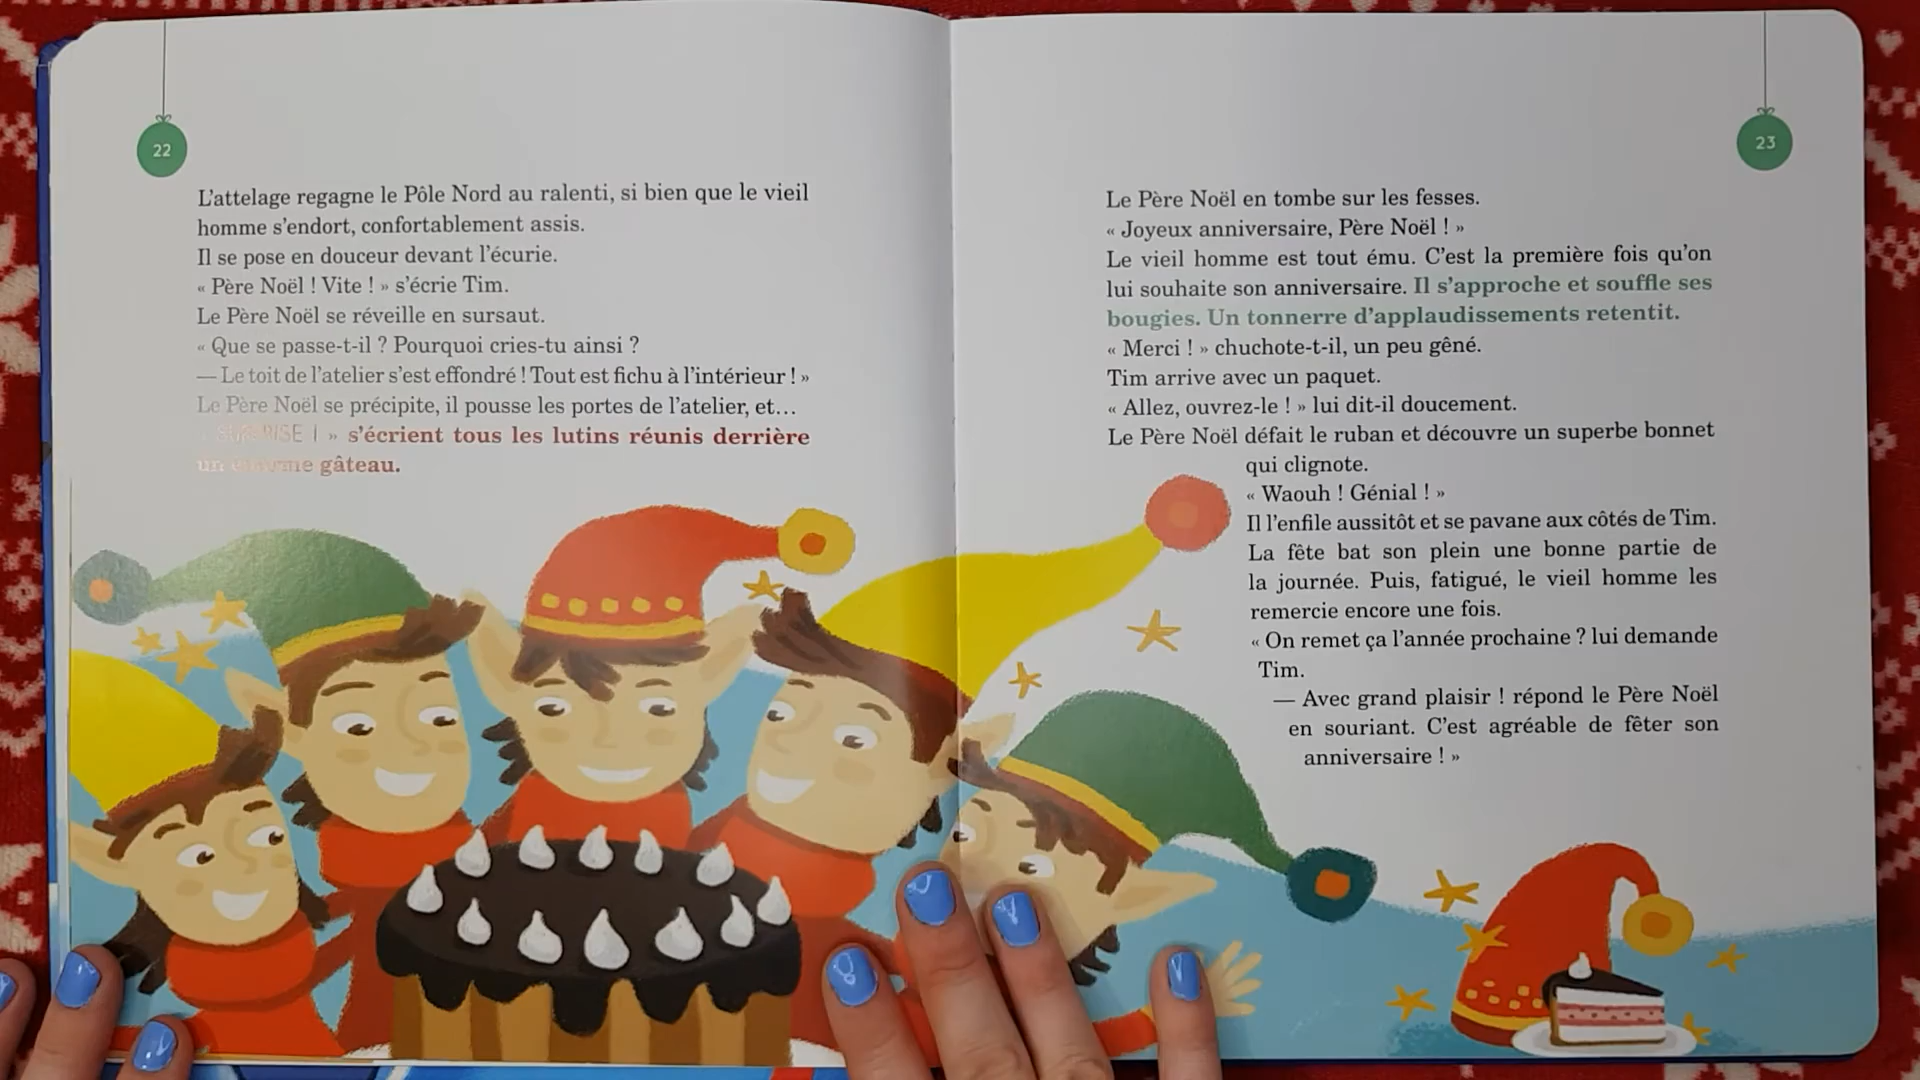 22
L'attelage regagne le Pôle Nord au ralenti, si bien que le vieil
homme s'endort, confortablement assis.
Il se pose en douceur devant l'écurie.
« Père Noël ! Vite ! » s'écrie Tim.
Le Père Noël se réveille en sursaut.
« Que se passe-t-il ? Pourquoi cries-tu ainsi ?
— Le toit de l'atelier s'est effondré ! Tout est fichu à l'intérieur ! »
Le Père Noël se précipite, il pousse les portes de l'atelier, et…
« SURPRISE ! » s'écrient tous les lutins réunis derrière
un énorme gâteau.
23
Le Père Noël en tombe sur les fesses.
« Joyeux anniversaire, Père Noël ! »
Le vieil homme est tout ému. C'est la première fois qu'on
lui souhaite son anniversaire. Il s'approche et souffle ses
bougies. Un tonnerre d'applaudissements retentit.
« Merci ! » chuchote-t-il, un peu gêné.
Tim arrive avec un paquet.
« Allez, ouvrez-le ! » lui dit-il doucement.
Le Père Noël défait le ruban et découvre un superbe bonnet
qui clignote.
« Waouh ! Génial ! »
Il l'enfile aussitôt et se pavane aux côtés de Tim.
La fête bat son plein une bonne partie de
la journée. Puis, fatigué, le vieil homme les
remercie encore une fois.
« On remet ça l'année prochaine ? lui demande
Tim.
— Avec grand plaisir ! répond le Père Noël
en souriant. C'est agréable de fêter son
anniversaire ! »